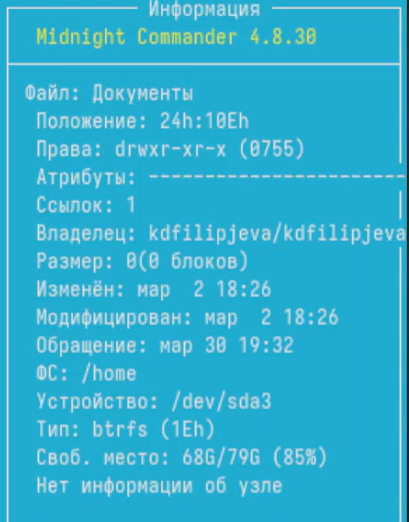 Информация
Midnight Commander 4.8.30
Файл: Документы
Положение: 24h:10Eh
Права: drwxr-xr-x (0755)
Атрибуты: -----------------------
Ссылок: 1
Владелец: kdfilipjeva/kdfilipjeva
Размер: 0(0 блоков)
Изменён: мар  2 18:26
Модифицирован: мар  2 18:26
Обращение: мар 30 19:32
ФС: /home
Устройство: /dev/sda3
Тип: btrfs (1Eh)
Своб. место: 68G/79G (85%)
Нет информации об узле